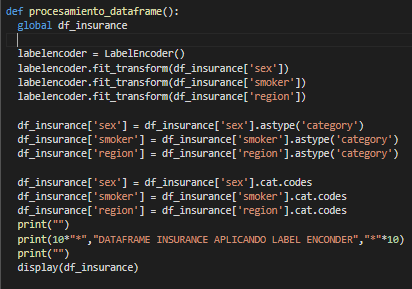 def procesamiento_dataframe():
  global df_insurance

  labelencoder = LabelEncoder()
  labelencoder.fit_transform(df_insurance['sex'])
  labelencoder.fit_transform(df_insurance['smoker'])
  labelencoder.fit_transform(df_insurance['region'])

  df_insurance['sex'] = df_insurance['sex'].astype('category')
  df_insurance['smoker'] = df_insurance['smoker'].astype('category')
  df_insurance['region'] = df_insurance['region'].astype('category')

  df_insurance['sex'] = df_insurance['sex'].cat.codes
  df_insurance['smoker'] = df_insurance['smoker'].cat.codes
  df_insurance['region'] = df_insurance['region'].cat.codes
  print("")
  print(10*"*","DATAFRAME INSURANCE APLICANDO LABEL ENCONDER","*"*10)
  print("")
  display(df_insurance)